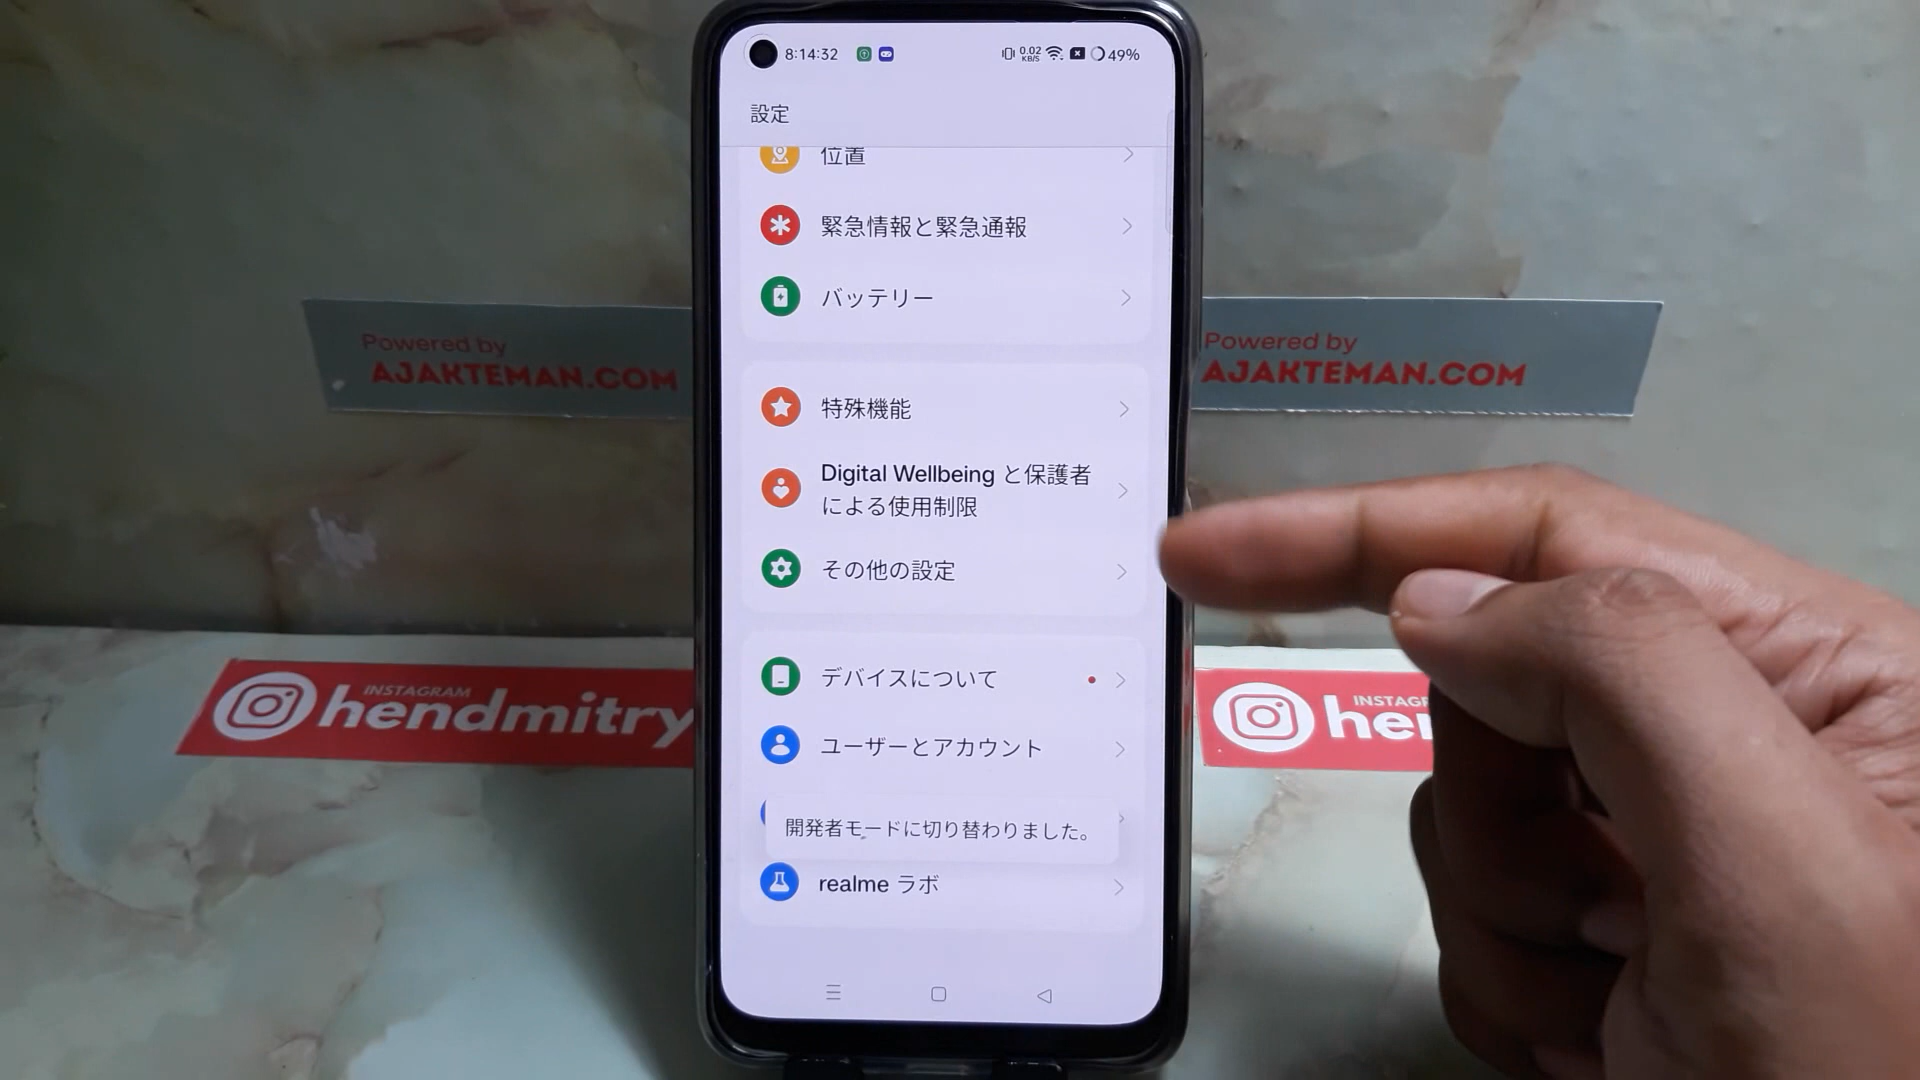 8:14:32
0.02
KB/S
49%
設定
位置
緊急情報と緊急通報
バッテリー
特殊機能
Digital Wellbeing と保護者
による使用制限
その他の設定
デバイスについて
ユーザーとアカウント
開発者モードに切り替わりました。
realme ラボ
Powered by
AJAKTEMAN.COM
Powered by
AJAKTEMAN.COM
INSTAGRAM
hendmitry
INSTAGR
her